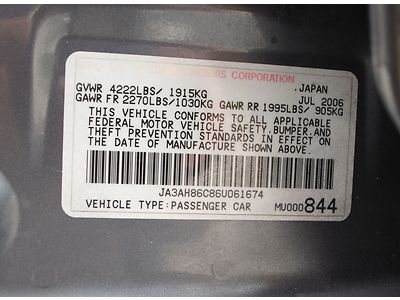 MOTORS CORPORATION
GVWR 4222LBS/ 1915KG JAPAN
GAWR FR 2270LBS/1030KG GAWR RR 1995LBS/ 905KG JUL 2006
THIS VEHICLE CONFORMS TO ALL APPLICABLE
FEDERAL MOTOR VEHICLE SAFETY,BUMPER,AND
THEFT PREVENTION STANDARDS IN EFFECT ON
THE DATE OF MANUFACTURE SHOWN ABOVE.
JA3AH86C86U061674
VEHICLE TYPE:PASSENGER CAR MU000844